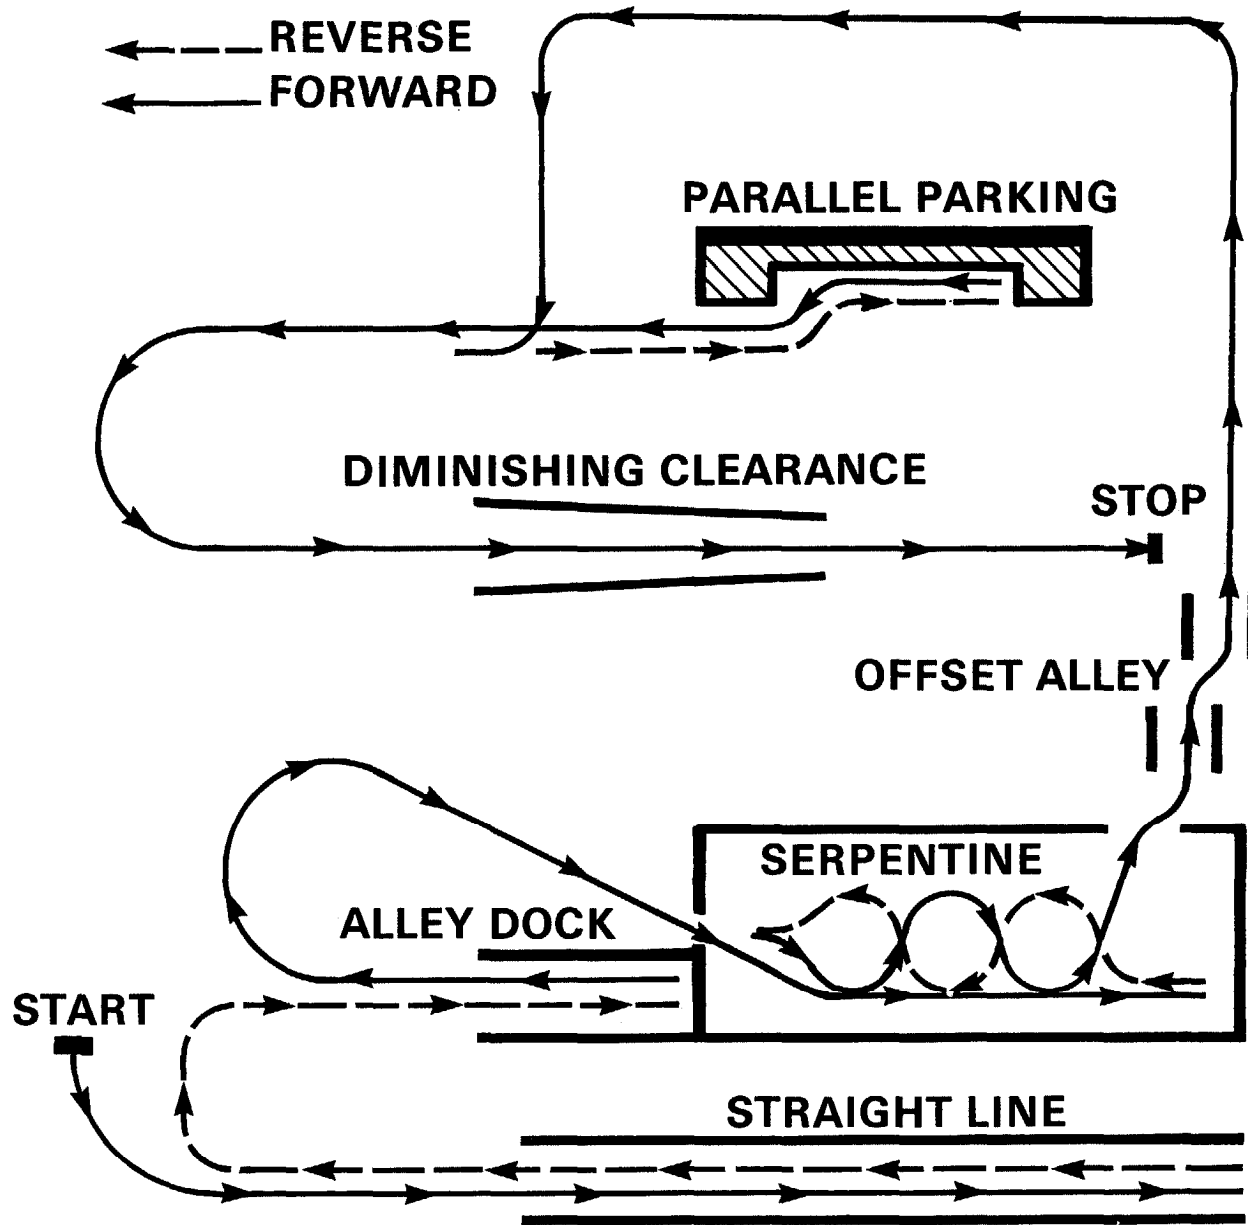 REVERSE
FORWARD
PARALLEL PARKING
DIMINISHING CLEARANCE
STOP
OFFSET ALLEY
SERPENTINE
ALLEY DOCK
START
STRAIGHT LINE